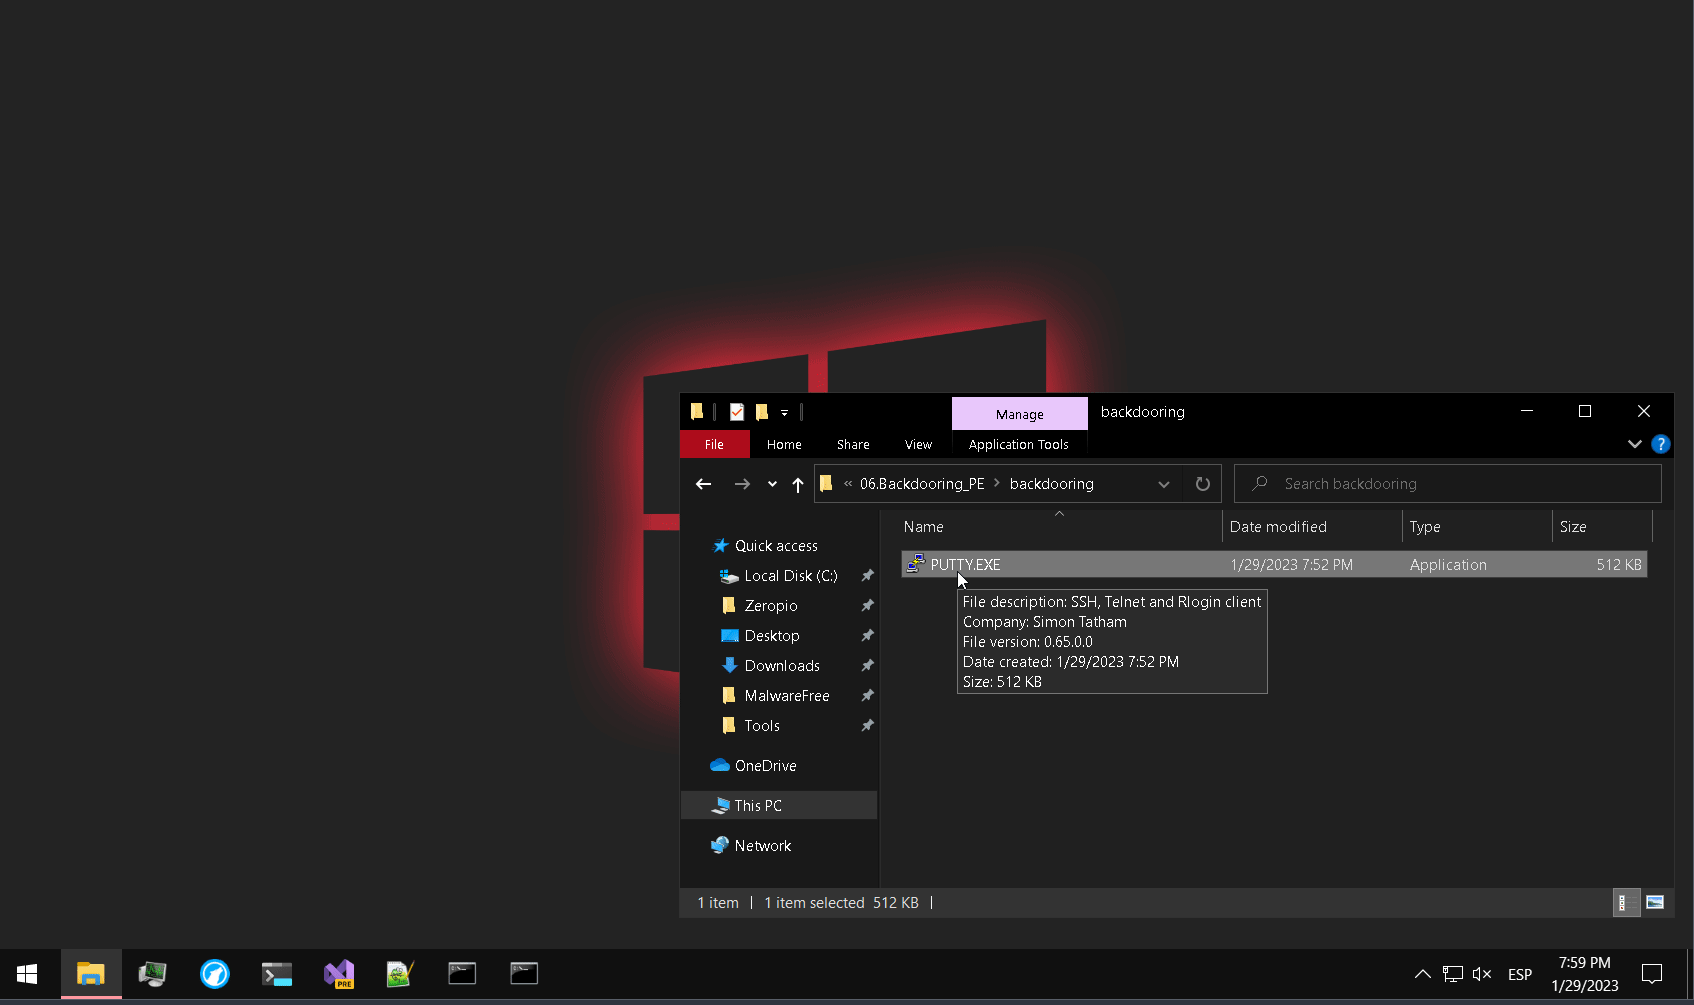 Manage
backdooring
File
Home
Share
View
Application Tools
?
« 06.Backdooring_PE > backdooring
Search backdooring
Name
Date modified
Type
Size
Quick access
Local Disk (C:)
Zeropio
Desktop
Downloads
MalwareFree
Tools
OneDrive
This PC
Network
PUTTY.EXE
1/29/2023 7:52 PM
Application
512 KB
File description: SSH, Telnet and Rlogin client
Company: Simon Tatham
File version: 0.65.0.0
Date created: 1/29/2023 7:52 PM
Size: 512 KB
1 item
1 item selected 512 KB
PRE
ESP
7:59 PM
1/29/2023